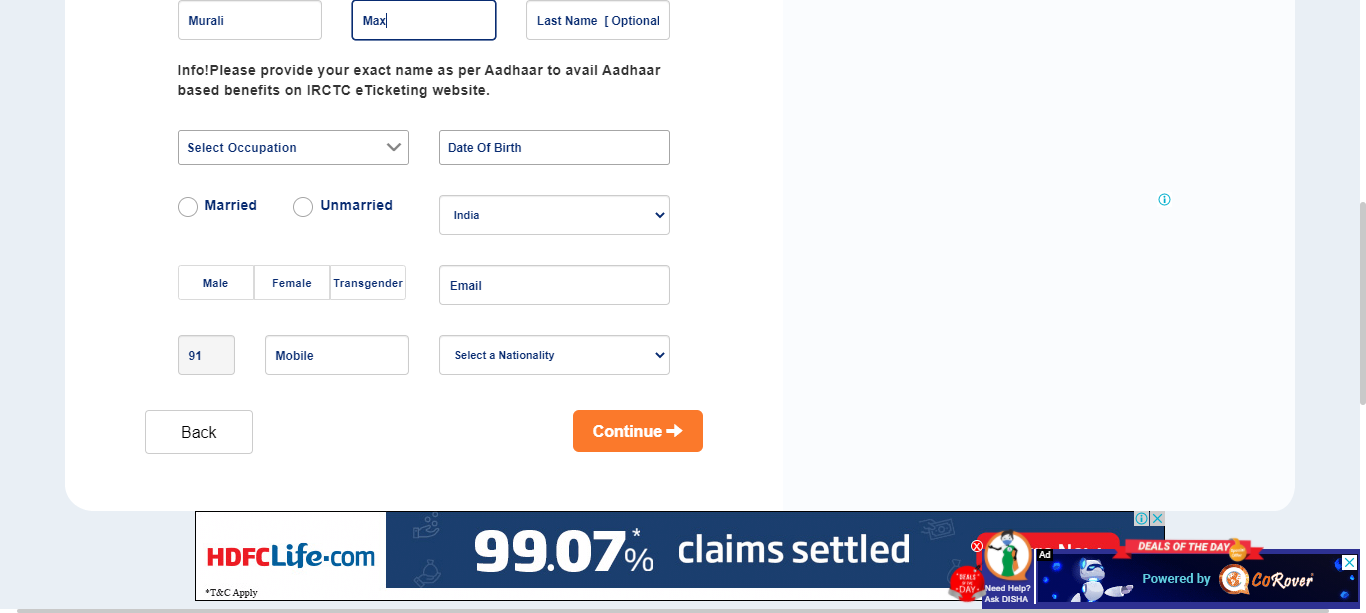 Murali Max Last Name [ Optional
Info!Please provide your exact name as per Aadhaar to avail Aadhaar
based benefits on IRCTC eTicketing website.
Select Occupation Date Of Birth
Married Unmarried India
Male Female Transgender Email
91 Mobile Select a Nationality
Back Continue
HDFC Life.com 99.07*% claims settled
*T&C Apply
DEALS OF THE DAY
Ad
DEALS OF THE DAY
Need Help?
Ask DISHA
Powered by CoRover